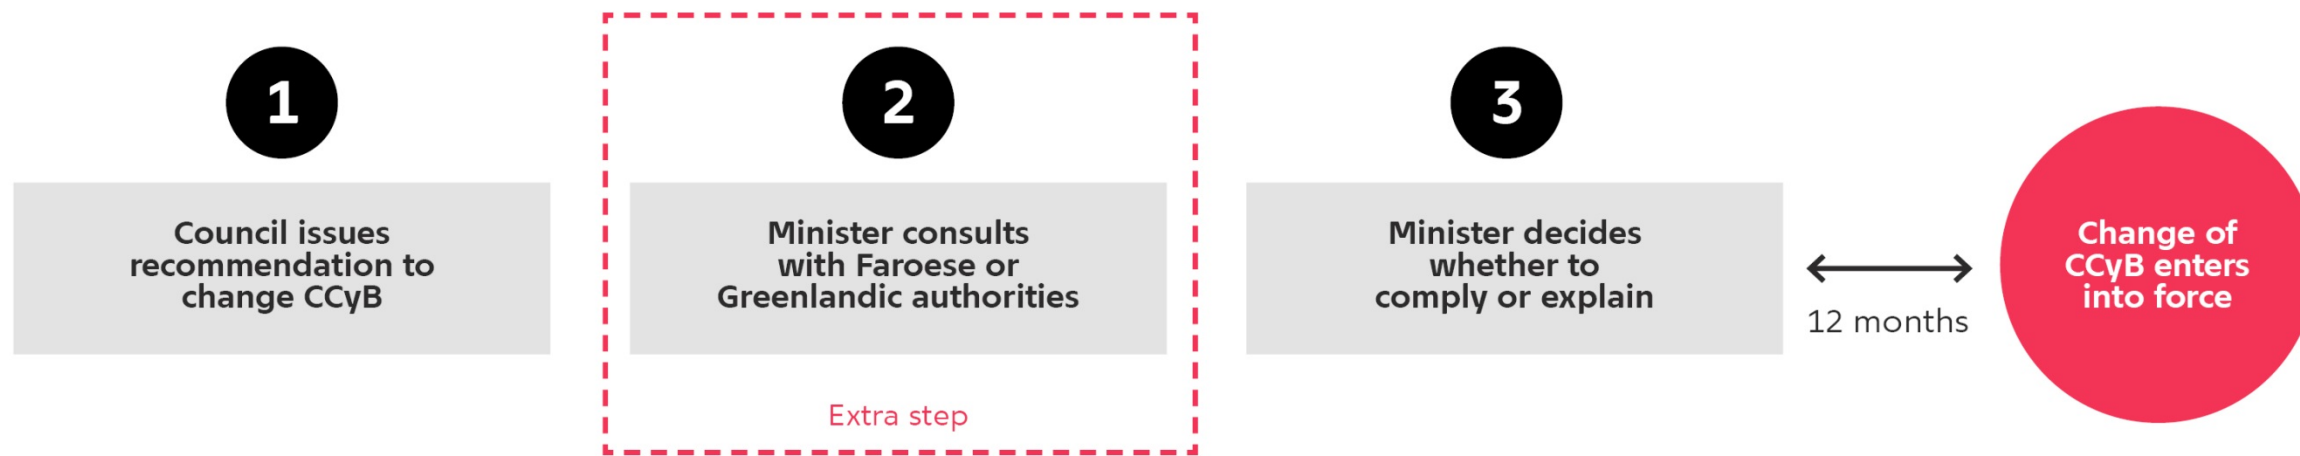 1
Council issues
recommendation to
change CCyB
2
Minister consults
with Faroese or
Greenlandic authorities
Extra step
3
Minister decides
whether to
comply or explain
12 months
Change of
CCyB enters
into force